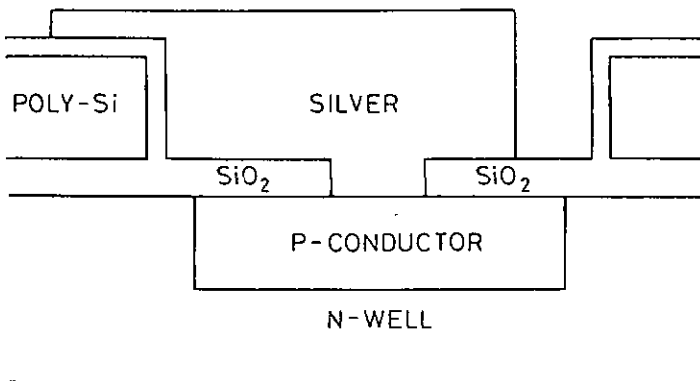 POLY-Si
SILVER
SiO₂
SiO₂
P-CONDUCTOR
N-WELL